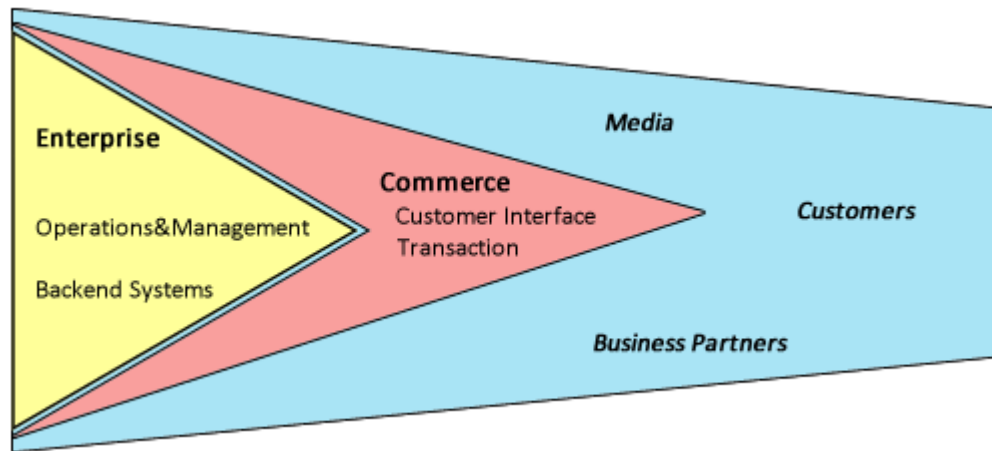 Enterprise
Operations&Management
Backend Systems
Commerce
Customer Interface
Transaction
Media
Customers
Business Partners